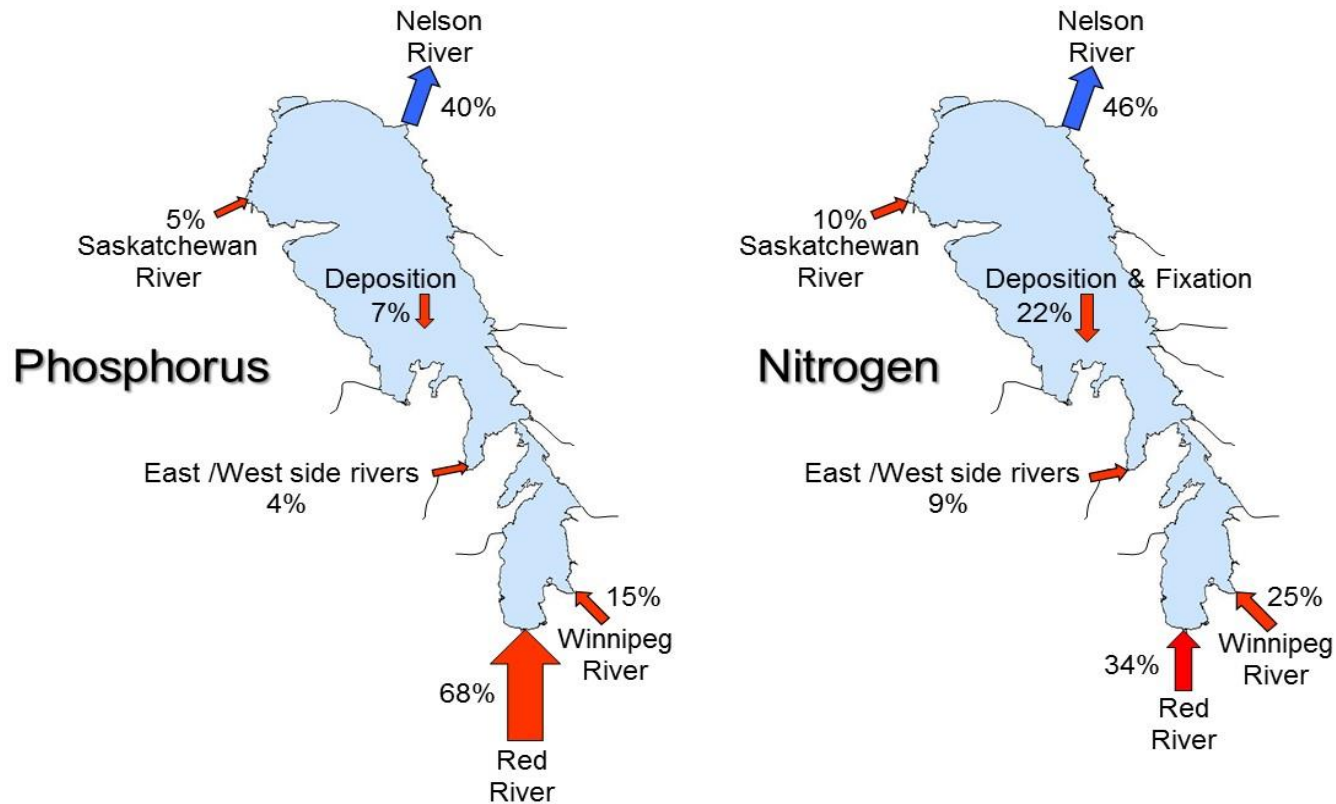 Nelson
River
40%
5%
Saskatchewan
River
Deposition
7%
Phosphorus
East /West side rivers
4%
15%
Winnipeg
River
68%
Red
River
Nelson
River
46%
10%
Saskatchewan
River
Deposition & Fixation
22%
Nitrogen
East /West side rivers
9%
25%
Winnipeg
River
34%
Red
River